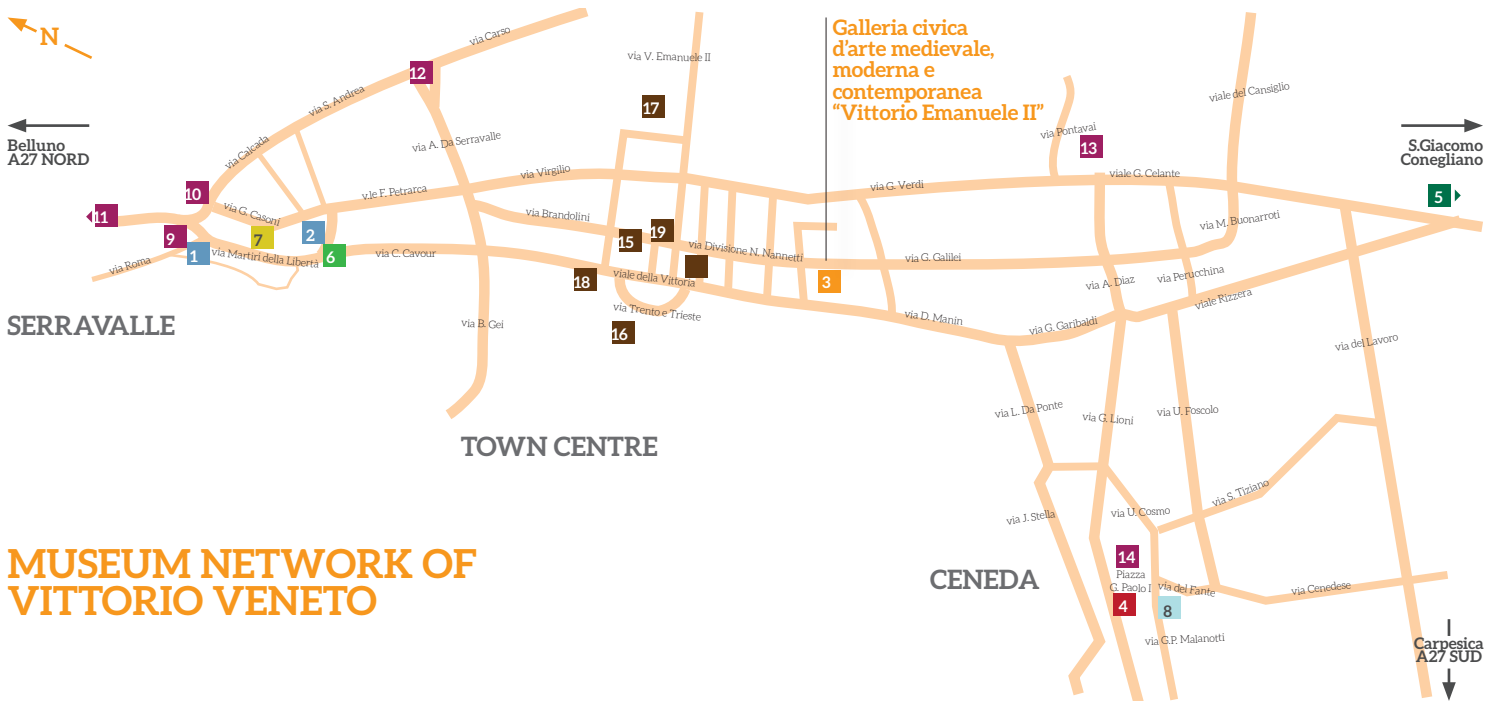 N
Belluno
A27 NORD
via Carso
12
via S. Andrea
via Calcada
via A. Da Serravalle
via V. Emanuele II
17
Galleria civica
d'arte medievale,
moderna e
contemporanea
“Vittorio Emanuele II”
viale del Cansiglio
via Pontavai
13
S.Giacomo
Conegliano
5
10
11
9
1
via G. Casoni
7
2
6
via Roma
via Martiri della Libertà
v.le F. Petrarca
via Virgilio
via G. Verdi
viale G. Celante
via Brandolini
15
19
via Divisione N. Nannetti
via C. Cavour
18
viale della Vittoria
via Trento e Trieste
16
3
via G. Galilei
via M. Buonarroti
via A. Diaz
via Perucchina
viale Rizzera
via D. Manin
via G. Garibaldi
via del Lavoro
SERRAVALLE
via B. Gei
TOWN CENTRE
via L. Da Ponte
via G. Lioni
via U. Foscolo
via S. Tiziano
via J. Stella
via U. Cosmo
MUSEUM NETWORK OF
VITTORIO VENETO
CENEDA
14
Piazza
G. Paolo I
4
via del Fante
8
via Cenedese
via G.P. Malanotti
Carpesica
A27 SUD